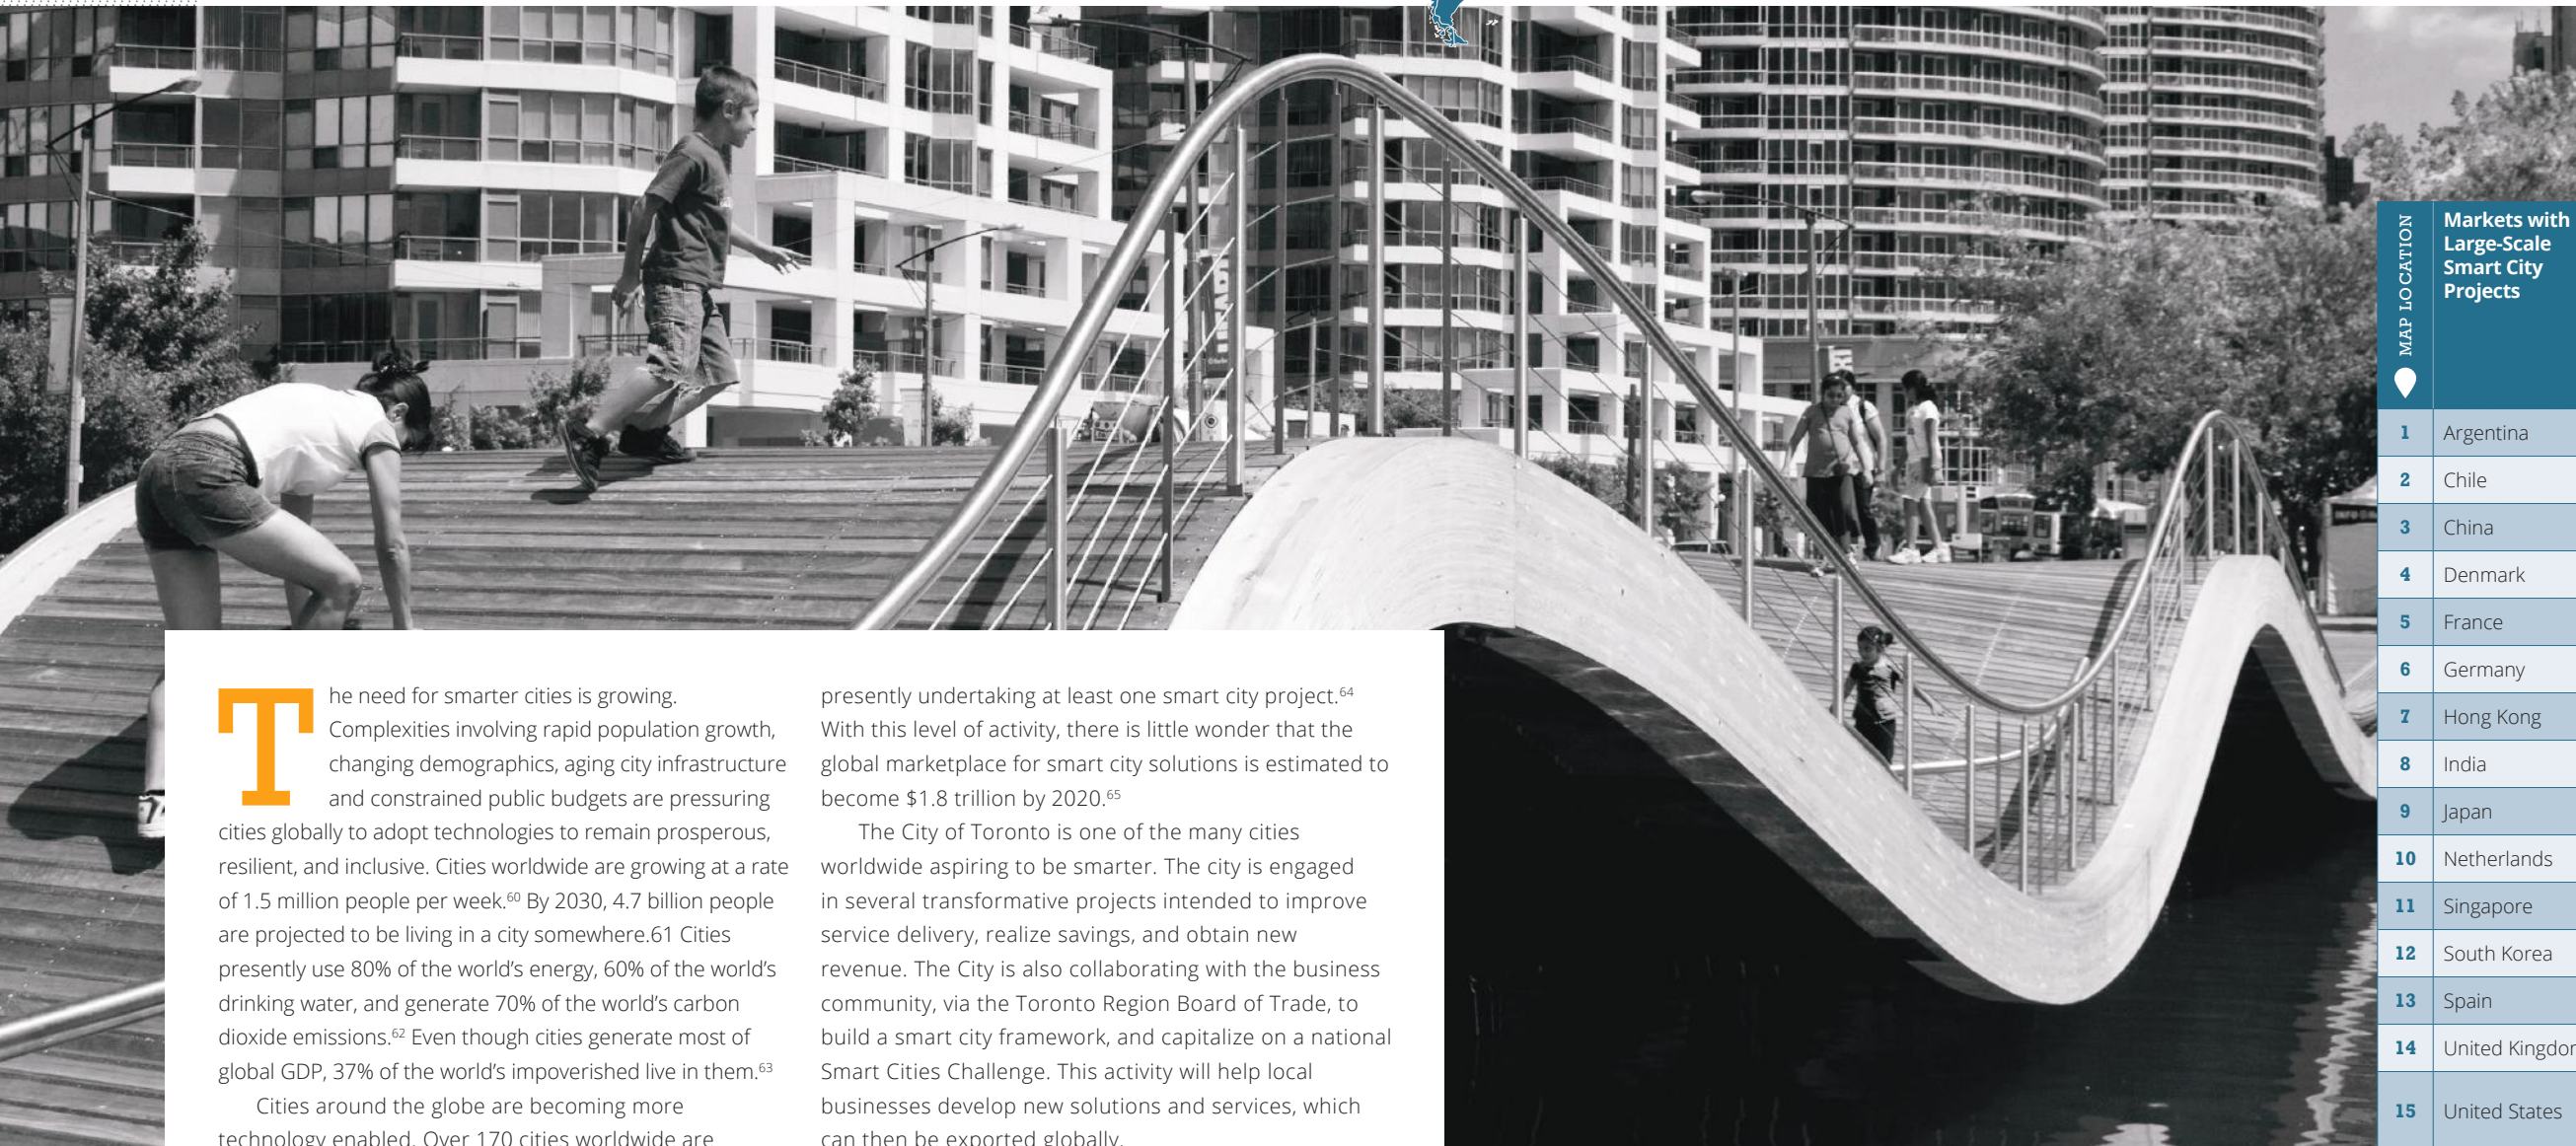 The need for smarter cities is growing.
Complexities involving rapid population growth,
changing demographics, aging city infrastructure
and constrained public budgets are pressuring
cities globally to adopt technologies to remain prosperous,
resilient, and inclusive. Cities worldwide are growing at a rate
of 1.5 million people per week.60 By 2030, 4.7 billion people
are projected to be living in a city somewhere.61 Cities
presently use 80% of the world’s energy, 60% of the world’s
drinking water, and generate 70% of the world’s carbon
dioxide emissions.62 Even though cities generate most of
global GDP, 37% of the world’s impoverished live in them.63
Cities around the globe are becoming more
technology enabled. Over 170 cities worldwide are
presently undertaking at least one smart city project.64
With this level of activity, there is little wonder that the
global marketplace for smart city solutions is estimated to
become $1.8 trillion by 2020.65
The City of Toronto is one of the many cities
worldwide aspiring to be smarter. The city is engaged
in several transformative projects intended to improve
service delivery, realize savings, and obtain new
revenue. The City is also collaborating with the business
community, via the Toronto Region Board of Trade, to
build a smart city framework, and capitalize on a national
Smart Cities Challenge. This activity will help local
businesses develop new solutions and services, which
can then be exported globally.
MAP LOCATION
Markets with
Large-Scale
Smart City
Projects
1 Argentina
2 Chile
3 China
4 Denmark
5 France
6 Germany
7 Hong Kong
8 India
9 Japan
10 Netherlands
11 Singapore
12 South Korea
13 Spain
14 United Kingdo
15 United States